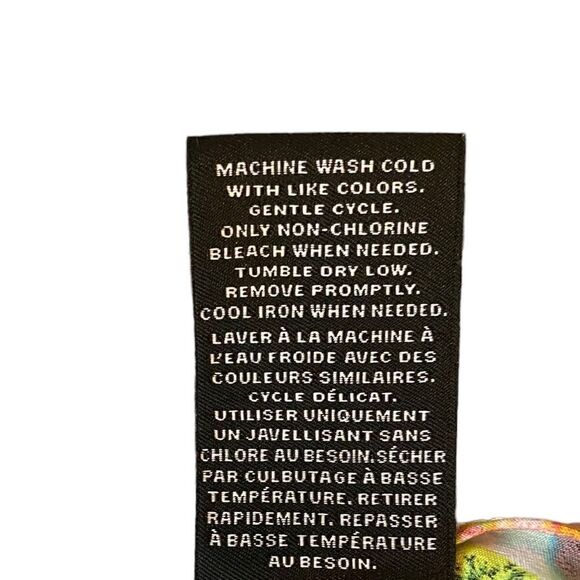 MACHINE WASH COLD
WITH LIKE COLORS.
GENTLE CYCLE.
ONLY NON-CHLORINE
BLEACH WHEN NEEDED.
TUMBLE DRY LOW.
REMOVE PROMPTLY.
COOL IRON WHEN NEEDED.
LAVER À LA MACHINE À
L'EAU FROIDE AVEC DES
COULEURS SIMILAIRES.
CYCLE DÉLICAT.
UTILISER UNIQUEMENT
UN JAVELLISANT SANS
CHLORE AU BESOIN.SÉCHER
PAR CULBUTAGE À BASSE
TEMPÉRATURE. RETIRER
RAPIDEMENT. REPASSER
À BASSE TEMPÉRATURE
AU BESOIN.